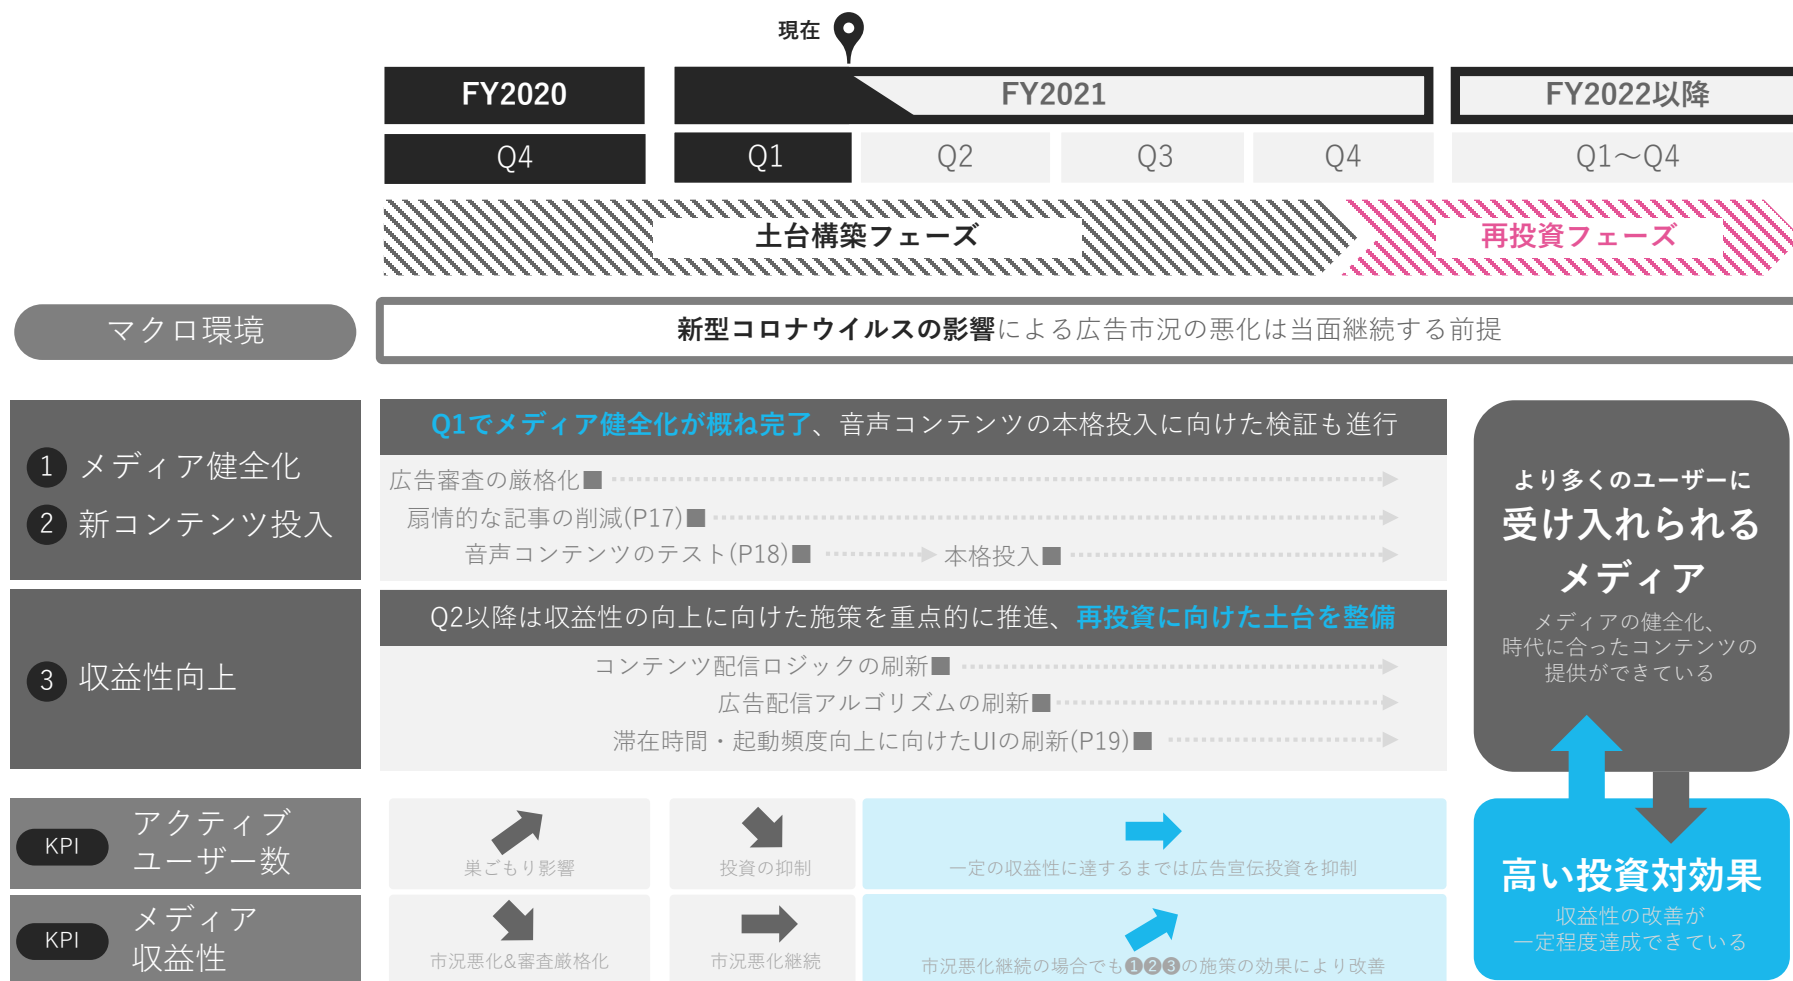 現在
FY2020
FY2021
FY2022以降
Q4
Q1
Q2
Q3
Q4
Q1〜Q4
土台構築フェーズ
再投資フェーズ
マクロ環境
新型コロナウイルスの影響による広告市況の悪化は当面継続する前提
1 メディア健全化
2 新コンテンツ投入
Q1でメディア健全化が概ね完了、音声コンテンツの本格投入に向けた検証も進行
広告審査の厳格化■
扇情的な記事の削減(P17)■
音声コンテンツのテスト(P18)■
本格投入■
3 収益性向上
Q2以降は収益性の向上に向けた施策を重点的に推進、再投資に向けた土台を整備
コンテンツ配信ロジックの刷新■
広告配信アルゴリズムの刷新■
滞在時間・起動頻度向上に向けたUIの刷新(P19)■
より多くのユーザーに
受け入れられる
メディア
メディアの健全化、
時代に合ったコンテンツの
提供ができている
KPI
アクティブ
ユーザー数
巣ごもり影響
投資の抑制
一定の収益性に達するまでは広告宣伝投資を抑制
KPI
メディア
収益性
市況悪化&審査厳格化
市況悪化継続
市況悪化継続の場合でも❶❷❸の施策の効果により改善
高い投資対効果
収益性の改善が
一定程度達成できている